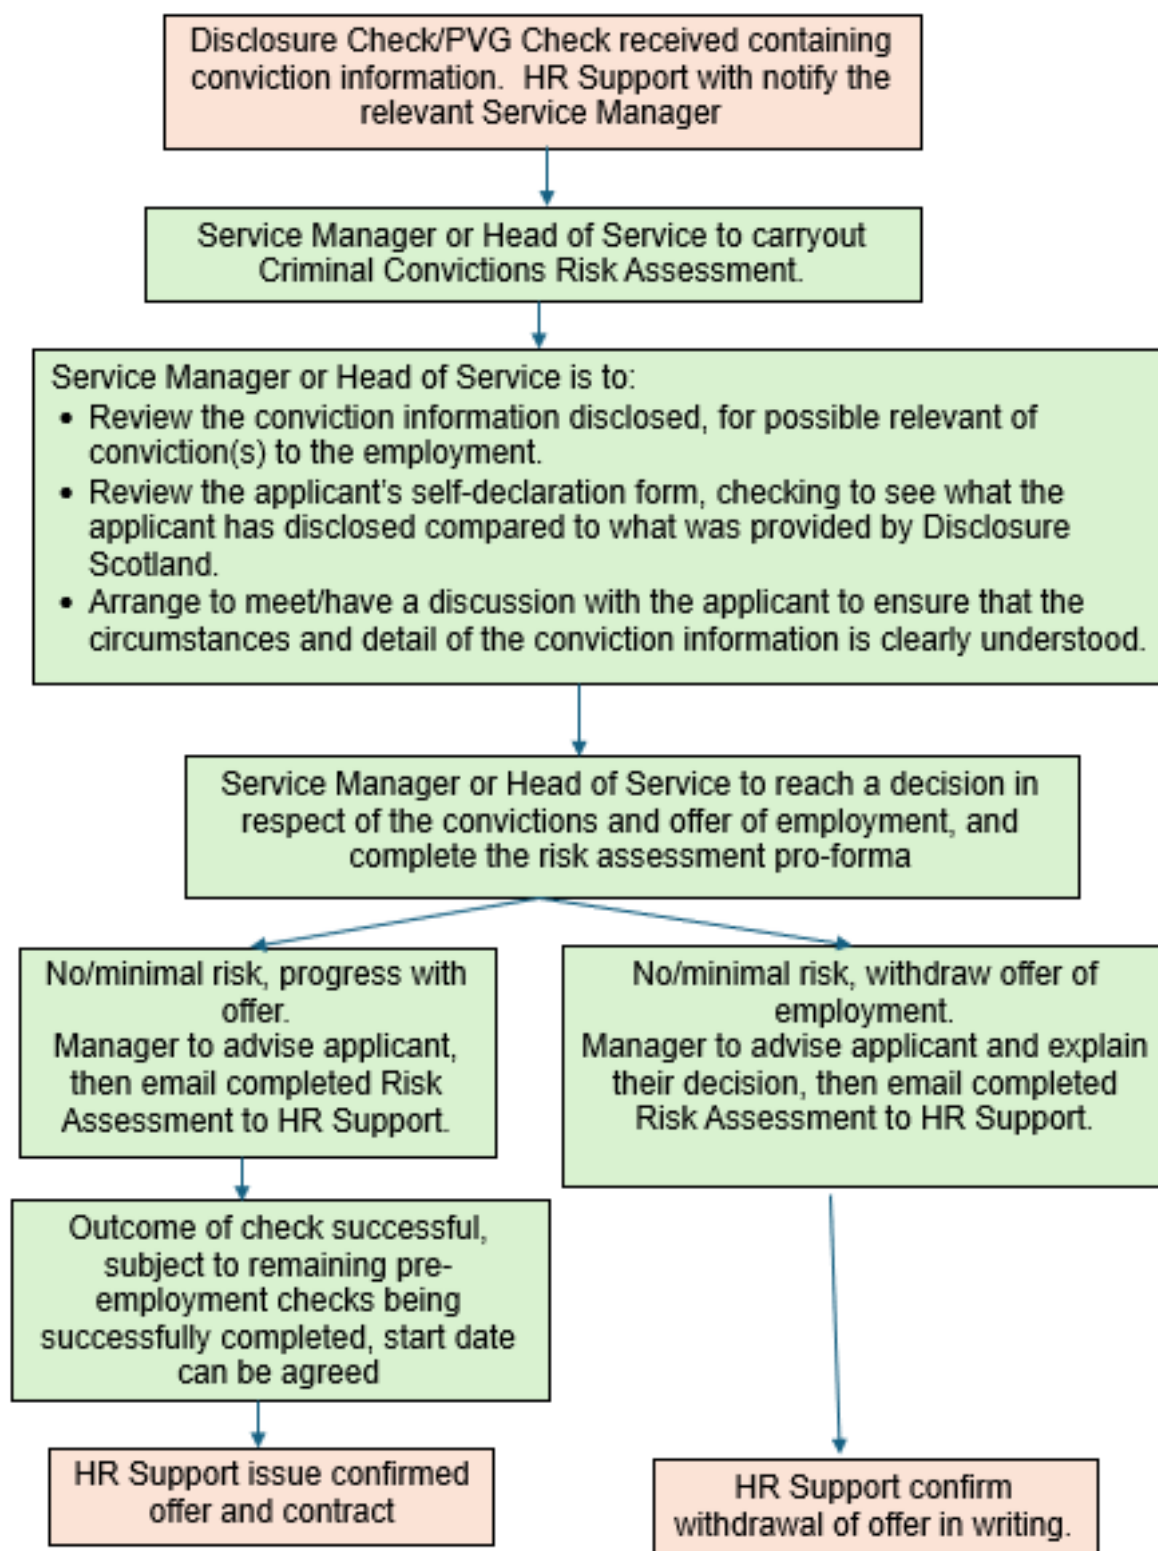 Disclosure Check/PVG Check received containing
conviction information.  HR Support with notify the
relevant Service Manager
Service Manager or Head of Service to carryout
Criminal Convictions Risk Assessment.
Service Manager or Head of Service is to:
• Review the conviction information disclosed, for possible relevant of
conviction(s) to the employment.
• Review the applicant's self-declaration form, checking to see what the
applicant has disclosed compared to what was provided by Disclosure
Scotland.
• Arrange to meet/have a discussion with the applicant to ensure that the
circumstances and detail of the conviction information is clearly understood.
Service Manager or Head of Service to reach a decision in
respect of the convictions and offer of employment, and
complete the risk assessment pro-forma
No/minimal risk, progress with
offer.
Manager to advise applicant,
then email completed Risk
Assessment to HR Support.
No/minimal risk, withdraw offer of
employment.
Manager to advise applicant and explain
their decision, then email completed
Risk Assessment to HR Support.
Outcome of check successful,
subject to remaining pre-
employment checks being
successfully completed, start date
can be agreed
HR Support issue confirmed
offer and contract
HR Support confirm
withdrawal of offer in writing.